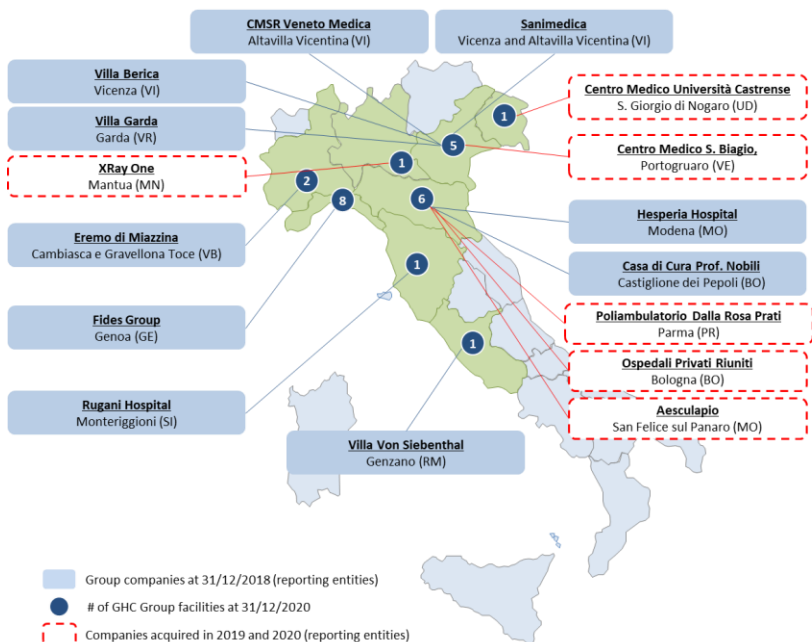 CMSR Veneto Medica
Altavilla Vicentina (VI)
Sanimedica
Vicenza and Altavilla Vicentina (VI)
Villa Berica
Vicenza (VI)
Centro Medico Università Castrense
S. Giorgio di Nogaro (UD)
Villa Garda
Garda (VR)
Centro Medico S. Biagio,
Portogruaro (VE)
XRay One
Mantua (MN)
1
5
1
2
8
6
1
1
Hesperia Hospital
Modena (MO)
Eremo di Miazzina
Cambiasca e Gravellona Toce (VB)
Casa di Cura Prof. Nobili
Castiglione dei Pepoli (BO)
Fides Group
Genoa (GE)
Poliambulatorio Dalla Rosa Prati
Parma (PR)
Ospedali Privati Riuniti
Bologna (BO)
Rugani Hospital
Monteriggioni (SI)
Aesculapio
San Felice sul Panaro (MO)
Villa Von Siebenthal
Genzano (RM)
Group companies at 31/12/2018 (reporting entities)
# of GHC Group facilities at 31/12/2020
Companies acquired in 2019 and 2020 (reporting entities)